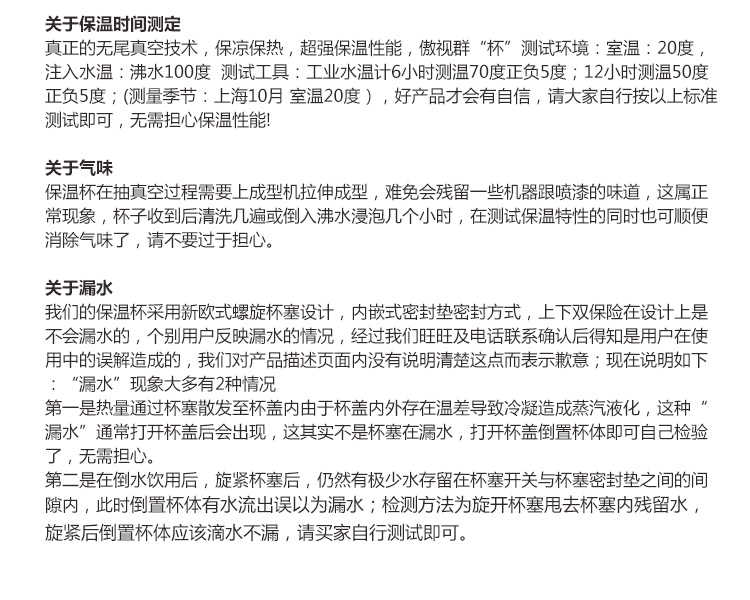 关于保温时间测定
真正的无尾真空技术，保凉保热，超强保温性能，傲视群“杯”测试环境：室温：20度，
注入水温：沸水100度  测试工具：工业水温计6小时测温70度正负5度；12小时测温50度
正负5度；(测量季节：上海10月 室温20度 ），好产品才会有自信，请大家自行按以上标准
测试即可，无需担心保温性能!
关于气味
保温杯在抽真空过程需要上成型机拉伸成型，难免会残留一些机器跟喷漆的味道，这属正
常现象，杯子收到后清洗几遍或倒入沸水浸泡几个小时，在测试保温特性的同时也可顺便
消除气味了，请不要过于担心。
关于漏水
我们的保温杯采用新欧式螺旋杯塞设计，内嵌式密封垫密封方式，上下双保险在设计上是
不会漏水的，个别用户反映漏水的情况，经过我们旺旺及电话联系确认后得知是用户在使
用中的误解造成的，我们对产品描述页面内没有说明清楚这点而表示歉意；现在说明如下
：“漏水”现象大多有2种情况
第一是热量通过杯塞散发至杯盖内由于杯盖内外存在温差导致冷凝造成蒸汽液化，这种“
漏水”通常打开杯盖后会出现，这其实不是杯塞在漏水，打开杯盖倒置杯体即可自己检验
了，无需担心。
第二是在倒水饮用后，旋紧杯塞后，仍然有极少水存留在杯塞开关与杯塞密封垫之间的间
隙内，此时倒置杯体有水流出误以为漏水；检测方法为旋开杯塞甩去杯塞内残留水，
旋紧后倒置杯体应该滴水不漏，请买家自行测试即可。